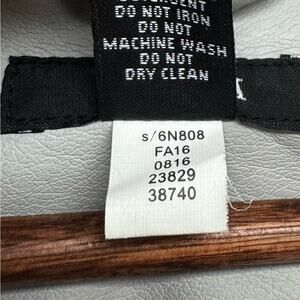 DO NOT IRON
DO NOT
MACHINE WASH
DO NOT
DRY CLEAN
s/6N808
FA16
0816
23829
38740